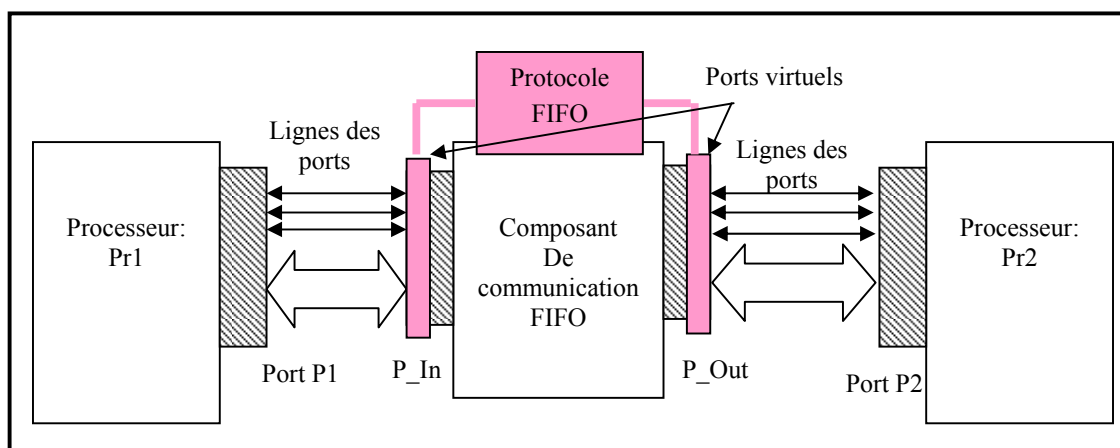 Protocole
FIFO
Ports virtuels
Lignes des
ports
Lignes des
ports
Processeur:
Pr1
Composant
De
communication
FIFO
Processeur:
Pr2
Port P1
P_In
P_Out
Port P2